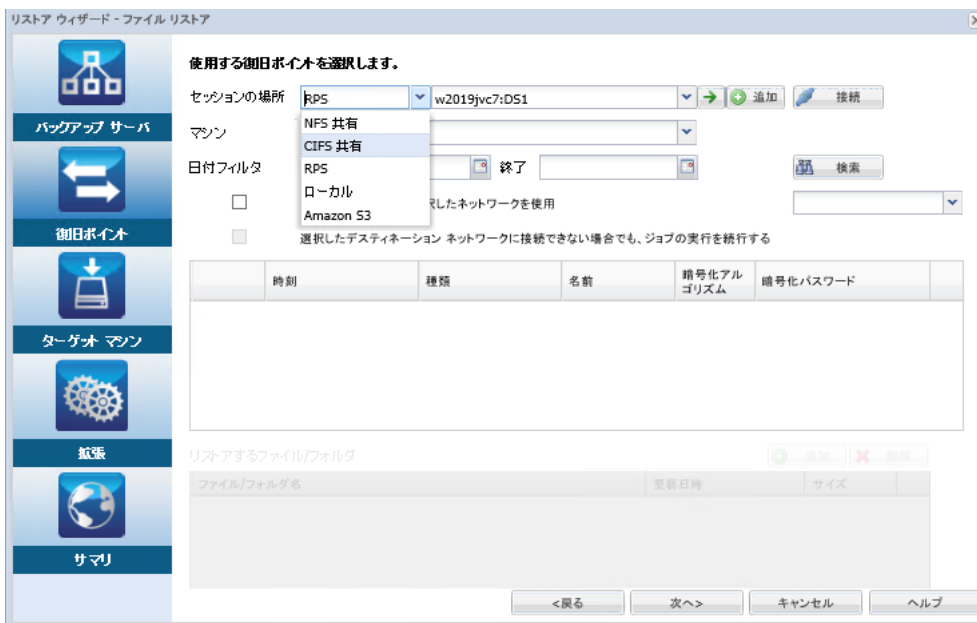 リストア ウィザード - ファイル リストア
バックアップ サーバ
復旧ポイント
ターゲット マシン
拡張
サマリ
使用する復旧ポイントを選択します。
セッションの場所 RPS w2019jvc7:DS1 追加 接続
NFS 共有
CIFS 共有
RPS
ローカル
Amazon S3
マシン
日付フィルタ 終了 検索
したネットワークを使用
選択したデスティネーション ネットワークに接続できない場合でも、ジョブの実行を続行する
時刻 種類 名前 暗号化アルゴリズム 暗号化パスワード
リストアするファイル/フォルダ 追加 削除
ファイル/フォルダ名 更新日時 サイズ
<戻る 次へ> キャンセル ヘルプ